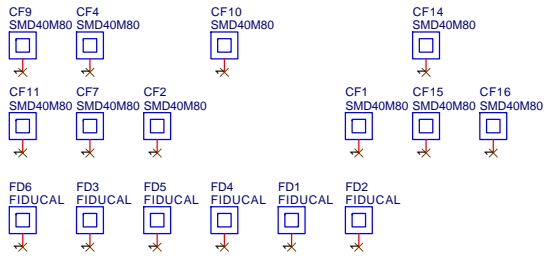 CF9 CF4 CF10 CF14
SMD40M80 SMD40M80 SMD40M80 SMD40M80
CF11 CF7 CF2 CF1 CF15 CF16
SMD40M80 SMD40M80 SMD40M80 SMD40M80 SMD40M80 SMD40M80
FD6 FD3 FD5 FD4 FD1 FD2
FIDUCAL FIDUCAL FIDUCAL FIDUCAL FIDUCAL FIDUCAL